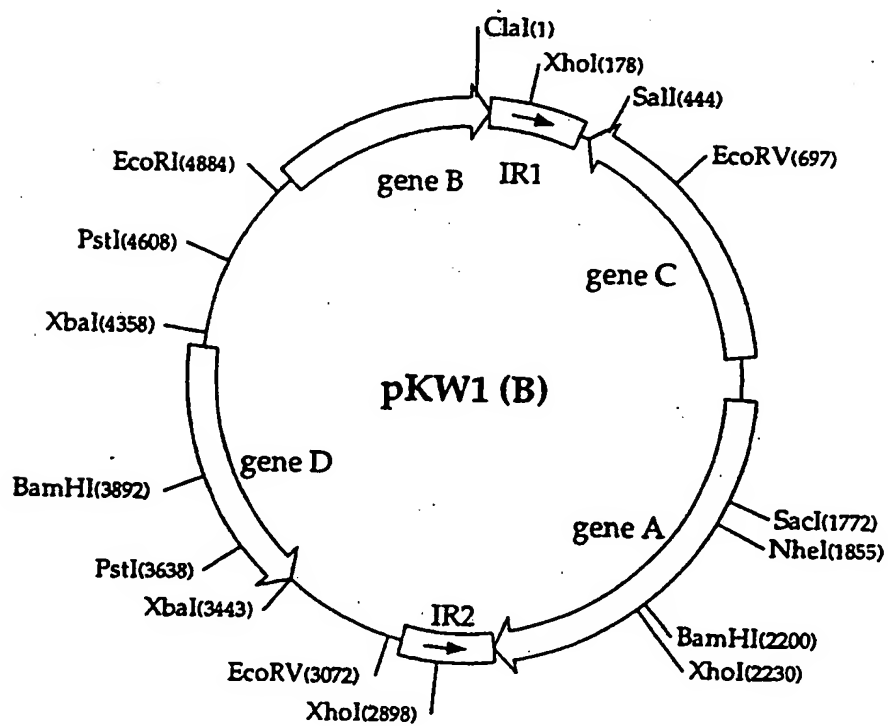 ClaI(1)
XhoI(178)
SalI(444)
EcoRV(697)
EcoRI(4884)
gene B
IR1
PstI(4608)
gene C
XbaI(4358)
pKW1 (B)
gene D
BamHI(3892)
gene A
SacI(1772)
NheI(1855)
PstI(3638)
XbaI(3443)
IR2
BamHI(2200)
XhoI(2230)
EcoRV(3072)
XhoI(2898)